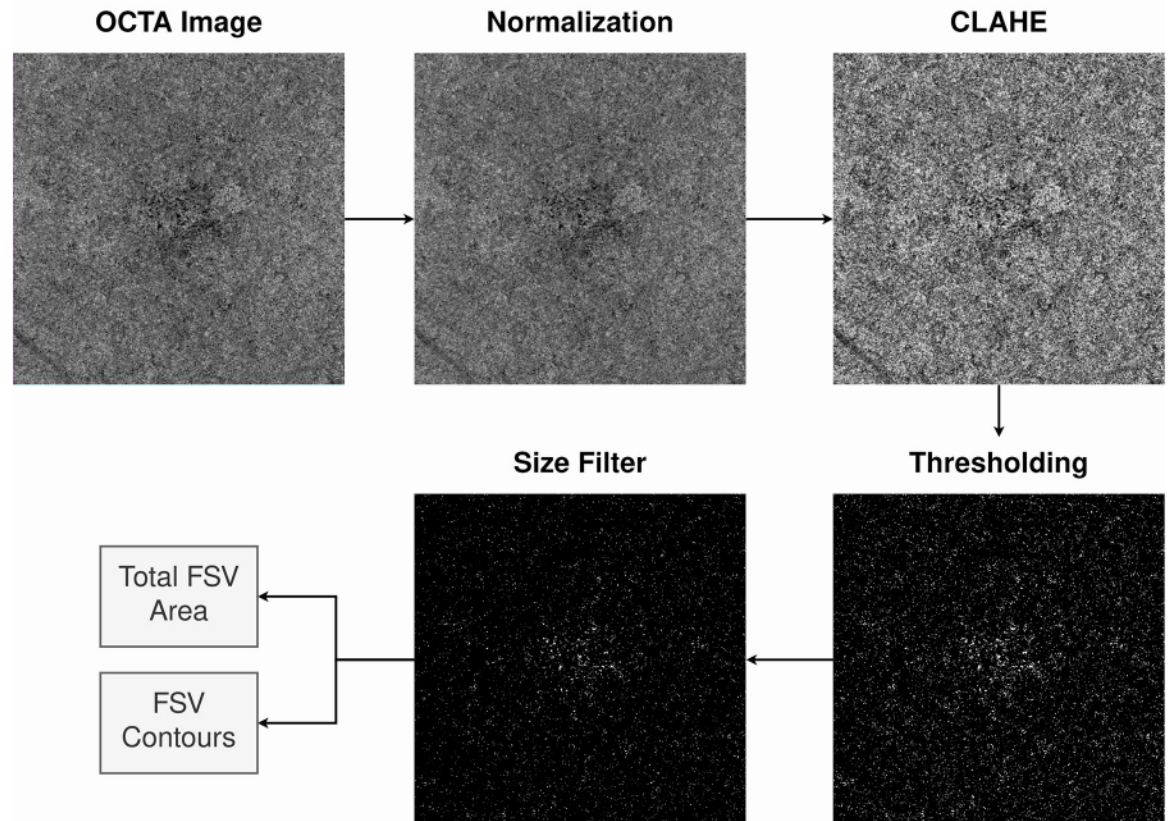 OCTA Image
Normalization
CLAHE
Size Filter
Thresholding
Total FSV
Area
FSV
Contours